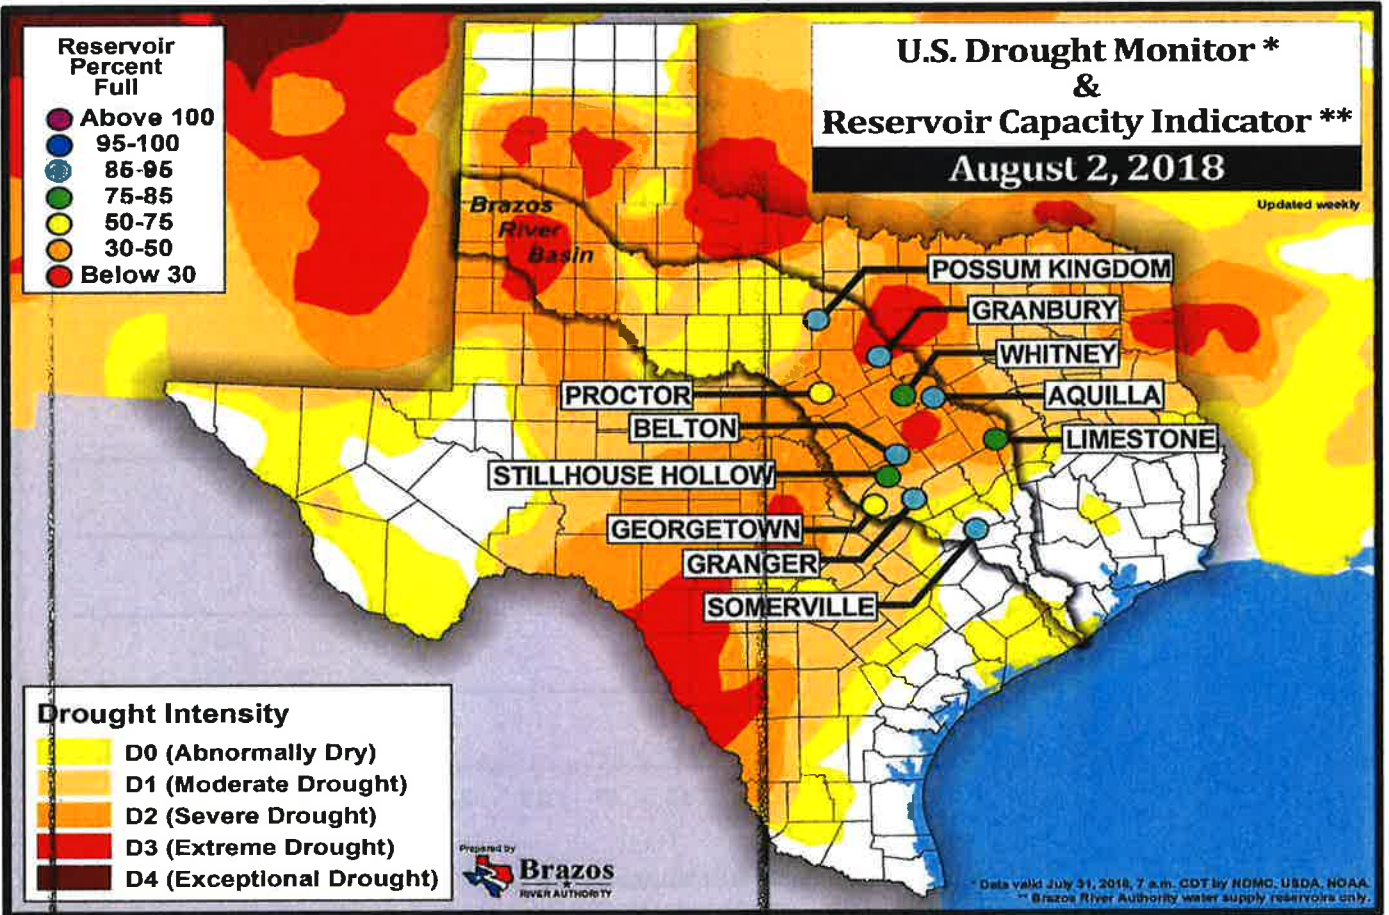 Reservoir
Percent
Full
Above 100
95-100
85-95
75-85
50-75
30-50
Below 30
U.S. Drought Monitor *
&
Reservoir Capacity Indicator **
August 2, 2018
Updated weekly
Brazos
River
Basin
POSSUM KINGDOM
GRANBURY
WHITNEY
PROCTOR
AQUILLA
BELTON
LIMESTONE
STILLHOUSE HOLLOW
GEORGETOWN
GRANGER
SOMERVILLE
Drought Intensity
D0 (Abnormally Dry)
D1 (Moderate Drought)
D2 (Severe Drought)
D3 (Extreme Drought)
D4 (Exceptional Drought)
Prepared by
Brazos
RIVER AUTHORITY
* Data valid July 31, 2018, 7 a.m. CDT by NDMC, USDA, NOAA.
** Brazos River Authority water supply reservoirs only.